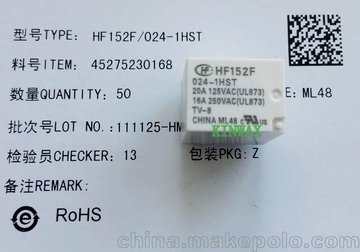 型号TYPE: HF152F/024-1HST
料号ITEM: 45275230168
数量QUANTITY: 50
E: ML48
批次号LOT NO.:111125-HM
检验员CHECKER: 13
包装PKG: Z
备注REMARK:
RoHS
HF HF152F
024-1HST
20A 125VAC(UL873)
16A 250VAC(UL873)
TV-8
CHINA ML48
KINWAY
china.makepolo.com